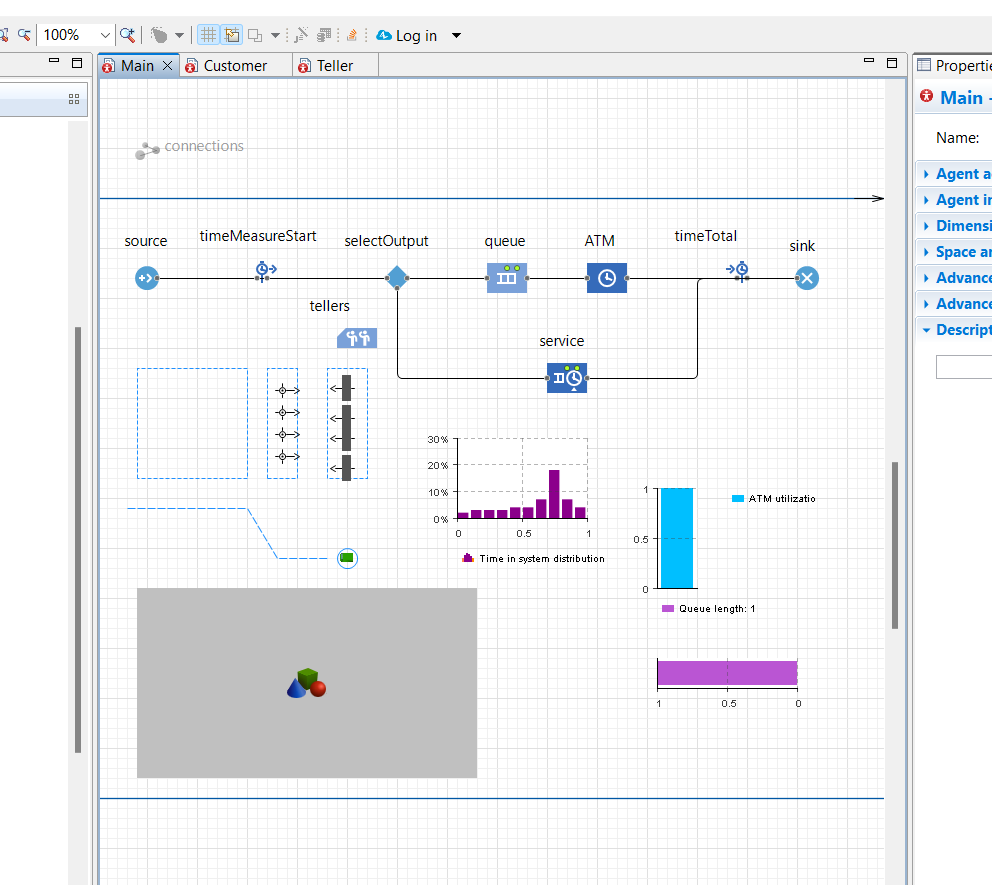 100%
Log in
Main
Customer
Teller
Properti
Main -
Name:
Agent a
Agent in
Dimensi
Space an
Advance
Advance
Descript
connections
source
timeMeasureStart
selectOutput
queue
ATM
timeTotal
sink
tellers
service
30%
20%
10%
0%
0
0.5
1
Time in system distribution
1
0.5
0
ATM utilizatio
Queue length: 1
1
0.5
0